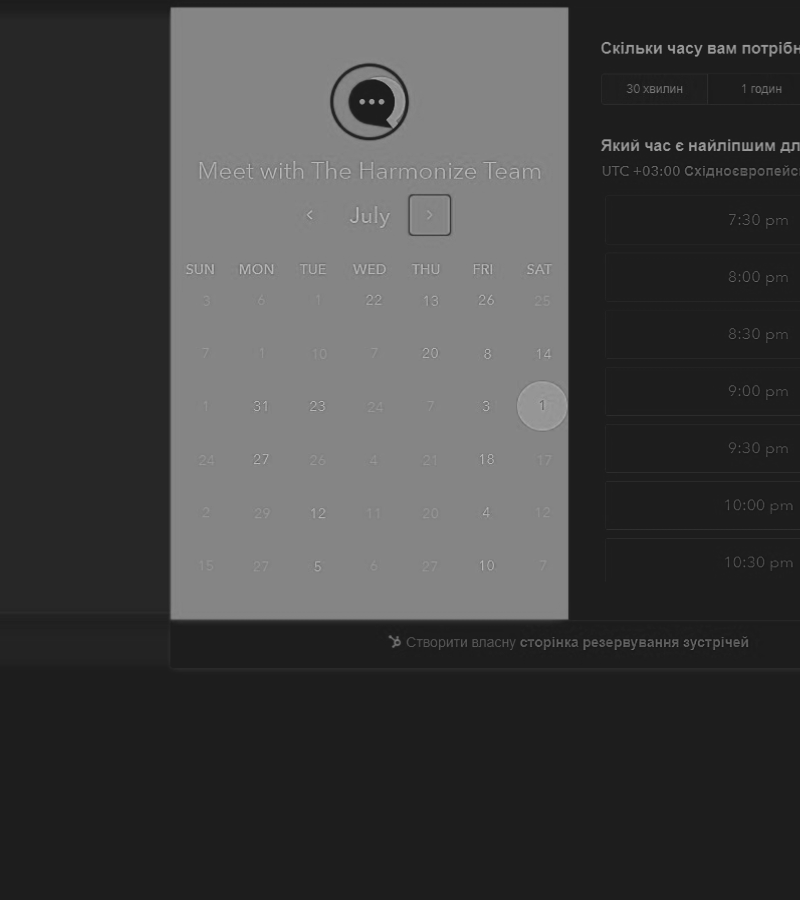 Скільки часу вам потрібн
30 хвилин 1 годин
Meet with The Harmonize Team
Який час є найліпшим дл
UTC +03:00 Східноєвропейс
July
7:30 pm
8:00 pm
8:30 pm
9:00 pm
9:30 pm
10:00 pm
10:30 pm
SUN MON TUE WED THU FRI SAT
3 6 1 22 13 26 25
7 1 10 7 20 8 14
1 31 23 24 7 3 1
24 27 26 4 21 18 17
2 29 12 11 20 4 12
15 27 5 6 27 10 7
Створити власну сторінка резервування зустрічей